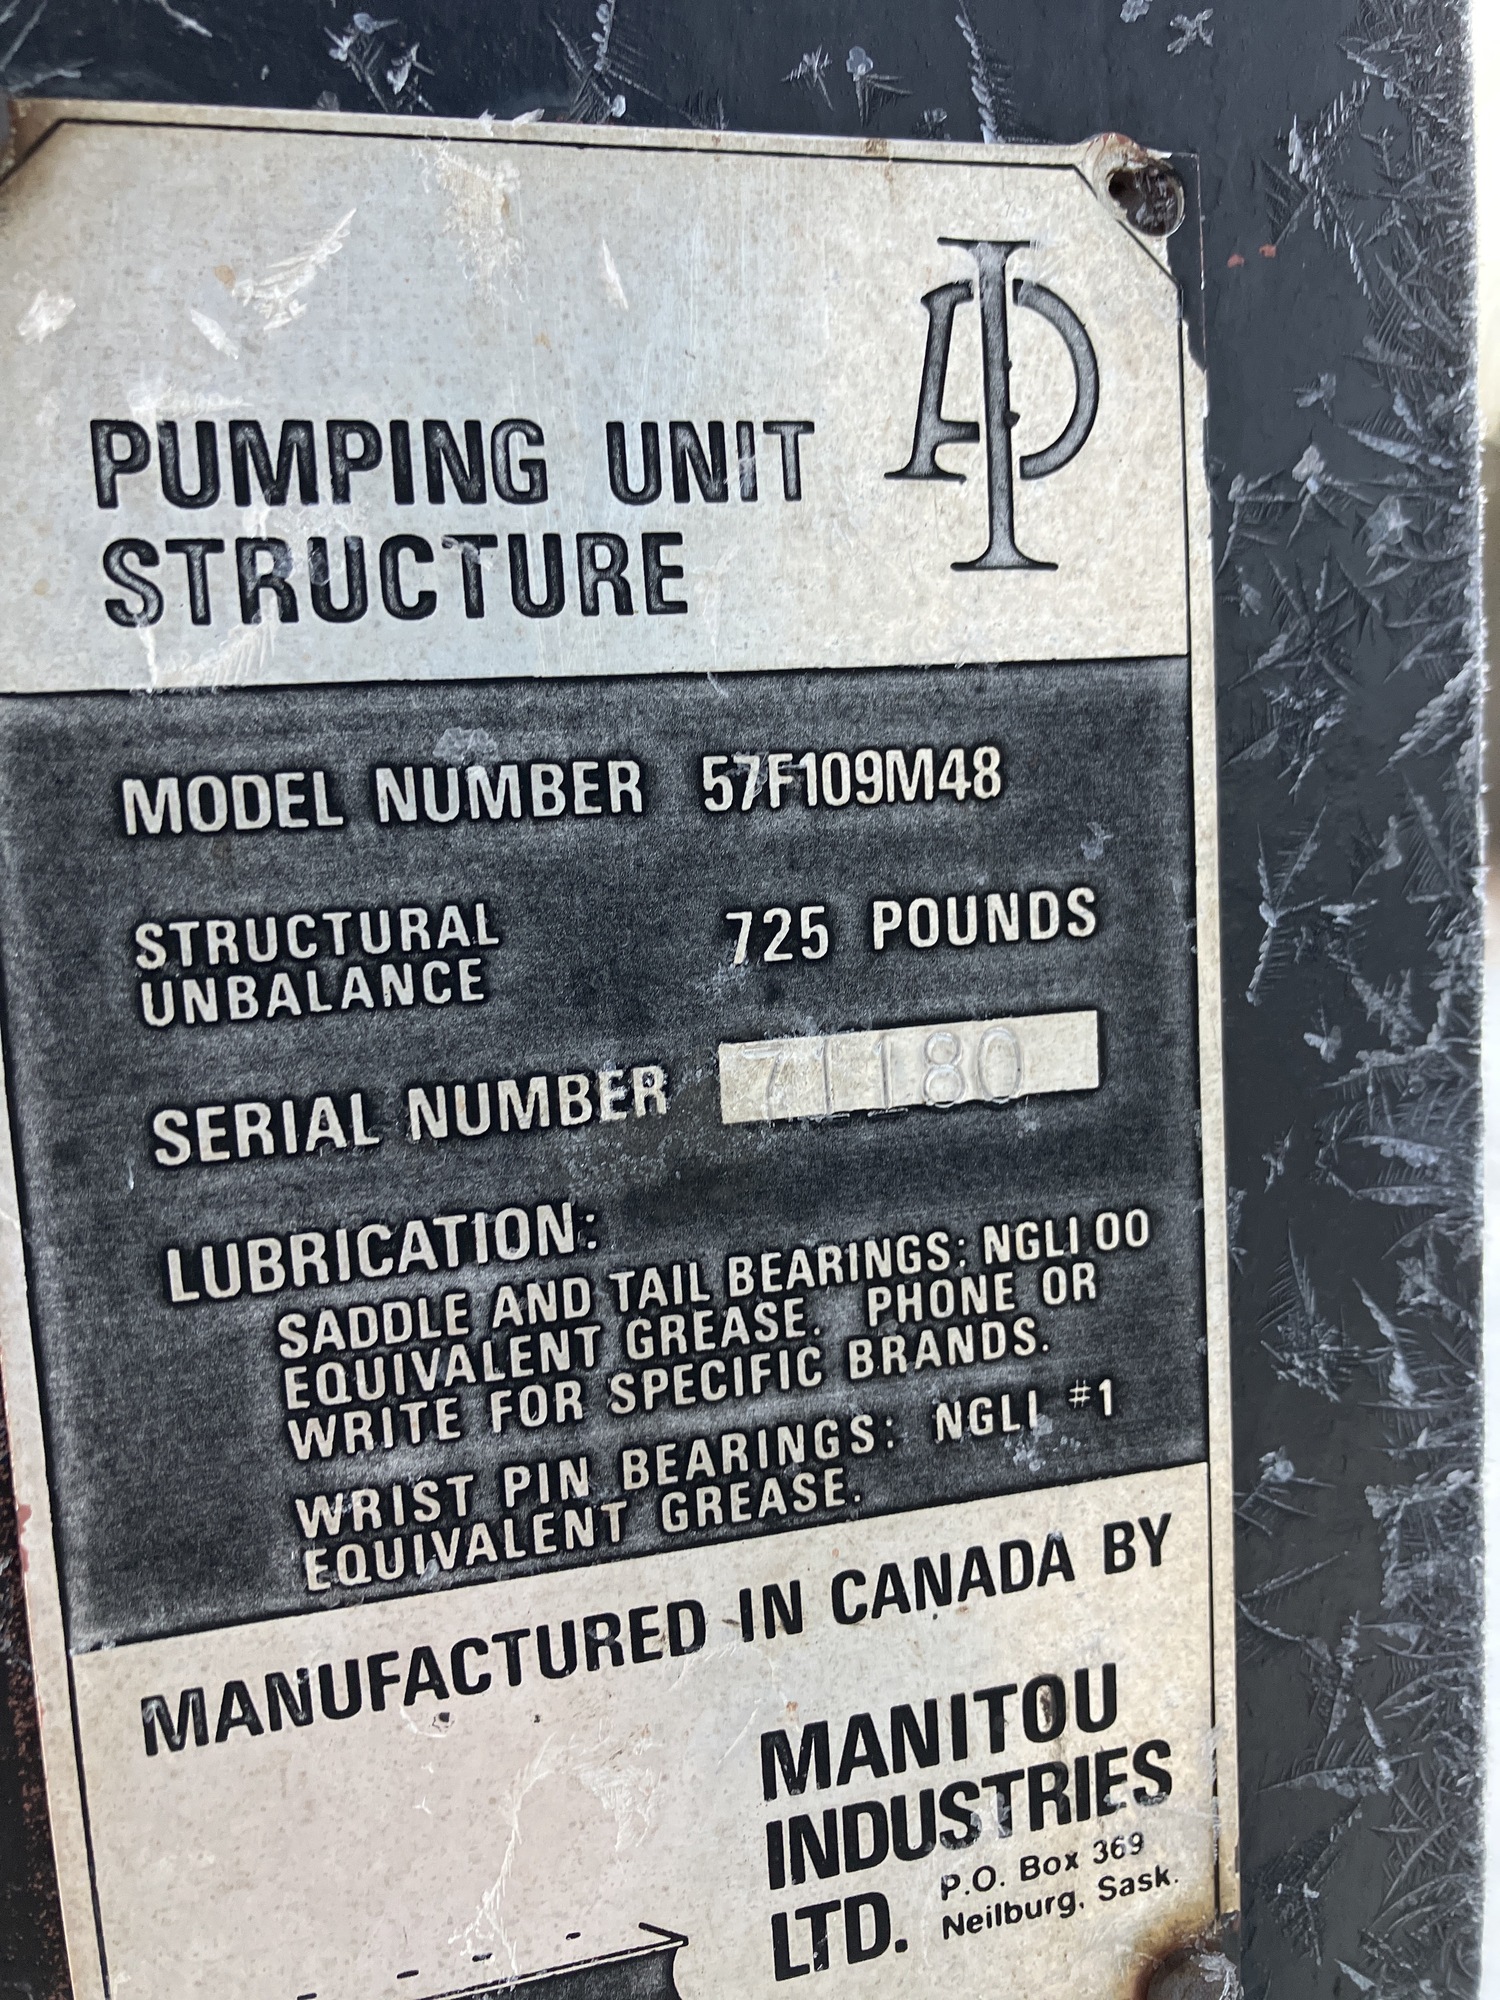 API
PUMPING UNIT
STRUCTURE
MODEL NUMBER 57F109M48
STRUCTURAL
UNBALANCE
725 POUNDS
SERIAL NUMBER 71180
LUBRICATION:
SADDLE AND TAIL BEARINGS: NGLI 00
EQUIVALENT GREASE. PHONE OR
WRITE FOR SPECIFIC BRANDS.
WRIST PIN BEARINGS: NGLI #1
EQUIVALENT GREASE.
MANUFACTURED IN CANADA BY
MANITOU
INDUSTRIES
LTD.
P.O. Box 369
Neilburg, Sask.